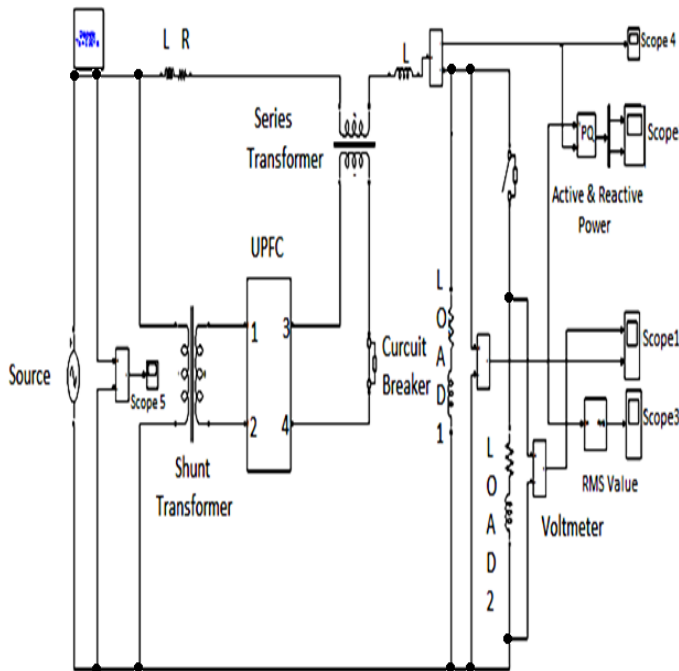 L R
L
Scope 4
Series
Transformer
PQ
Scope
Active & Reactive
Power
UPFC
1
3
2
4
L
O
A
D
1
Curcuit
Breaker
Scope1
Source
Scope 5
Scope3
Shunt
Transformer
RMS Value
Voltmeter
L
O
A
D
2